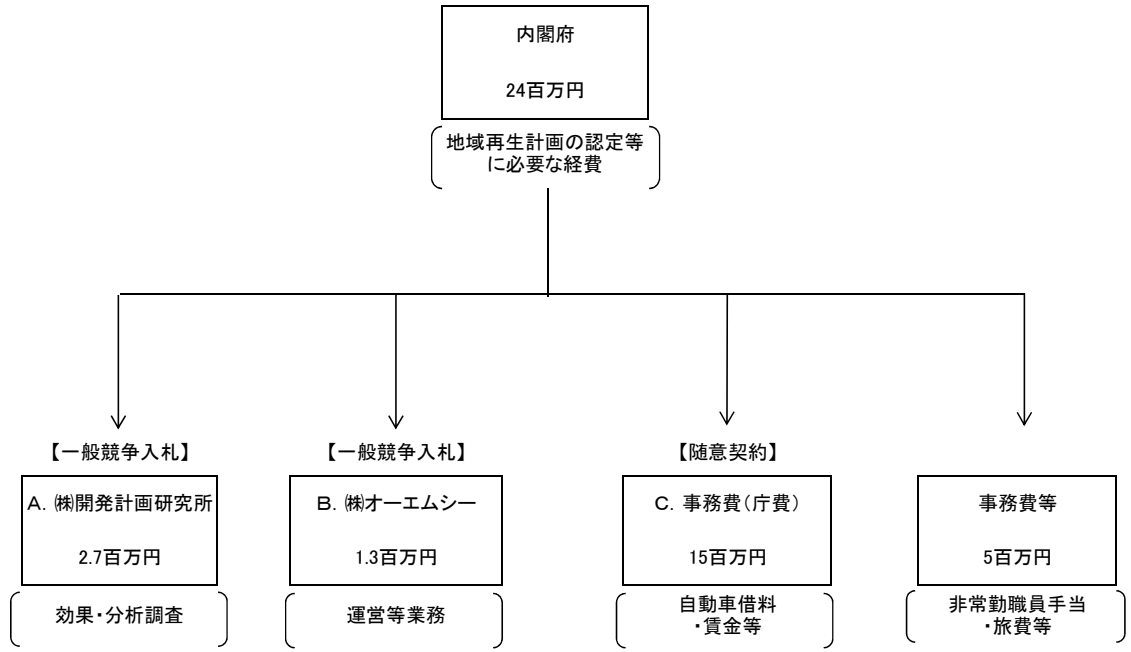 内閣府
24百万円
地域再生計画の認定等
に必要な経費
【一般競争入札】
A. ㈱開発計画研究所
2.7百万円
効果・分析調査
【一般競争入札】
B. ㈱オーエムシー
1.3百万円
運営等業務
【随意契約】
C. 事務費(庁費)
15百万円
自動車借料
・賃金等
事務費等
5百万円
非常勤職員手当
・旅費等